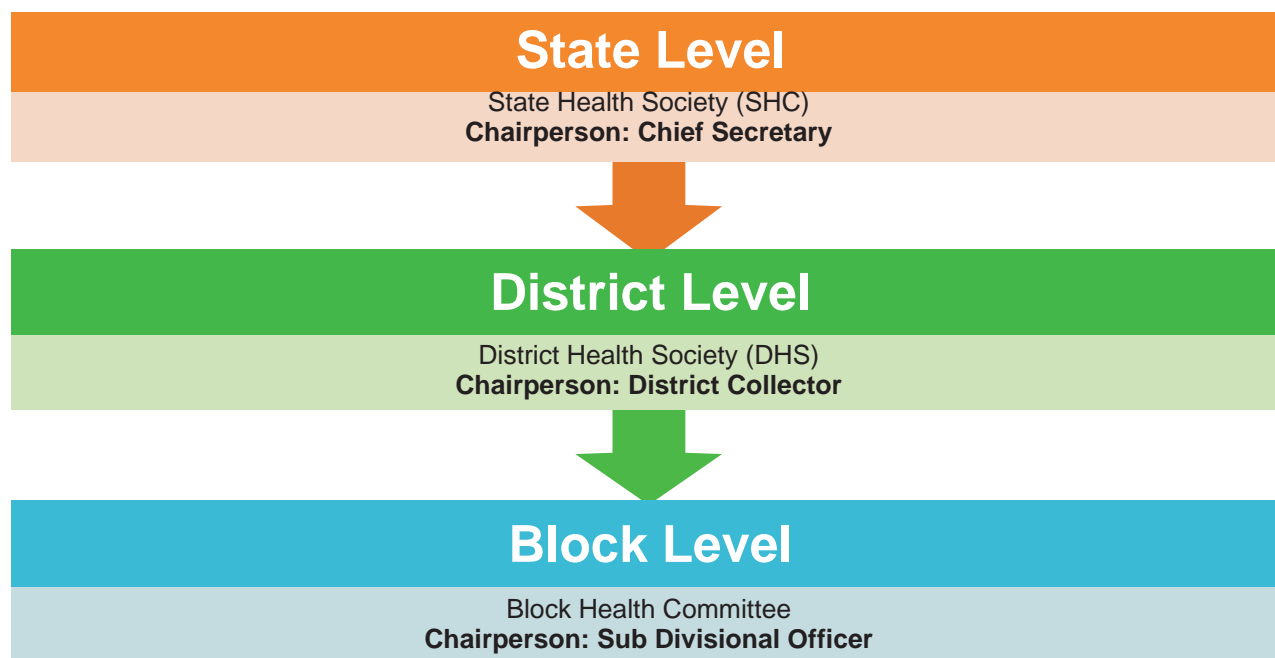 State Level
State Health Society (SHC)
Chairperson: Chief Secretary
District Level
District Health Society (DHS)
Chairperson: District Collector
Block Level
Block Health Committee
Chairperson: Sub Divisional Officer